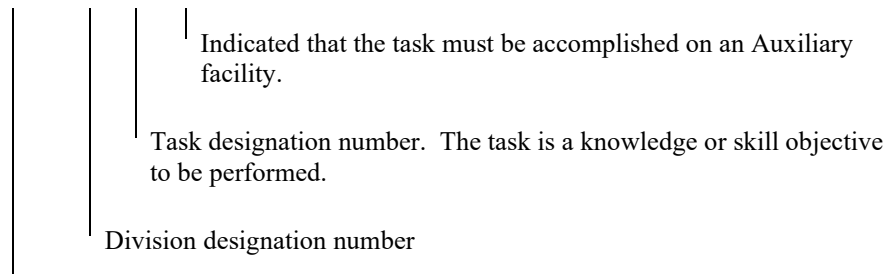 Indicated that the task must be accomplished on an Auxiliary
facility.
Task designation number.  The task is a knowledge or skill objective
to be performed.
Division designation number